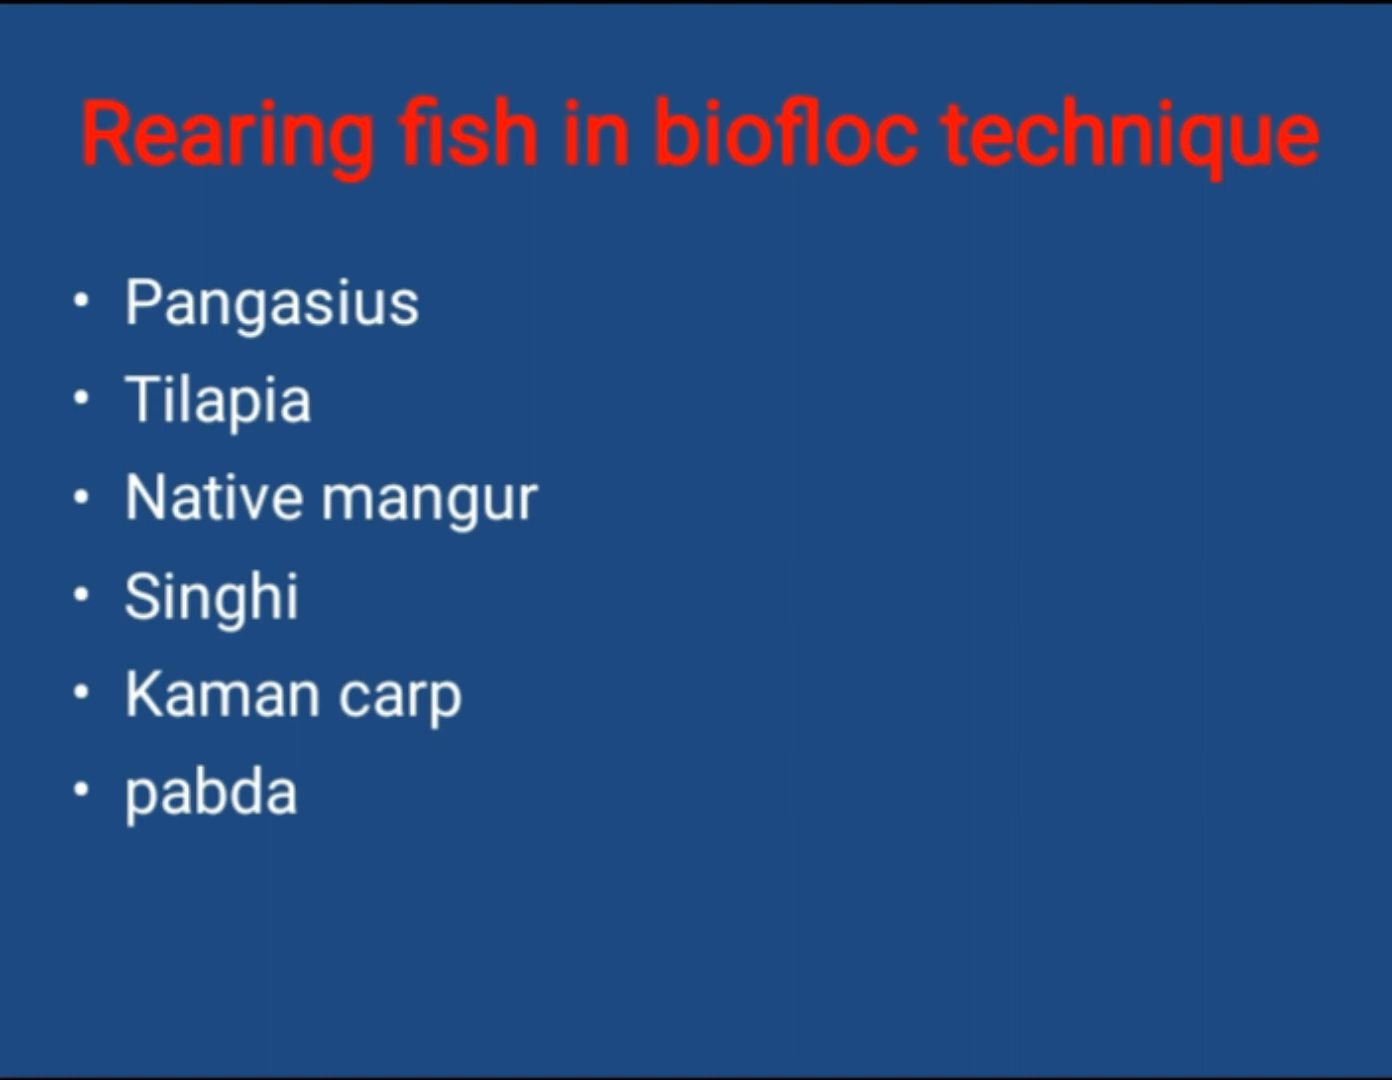 Rearing fish in biofloc technique
• Pangasius
• Tilapia
• Native mangur
• Singhi
• Kaman carp
• pabda